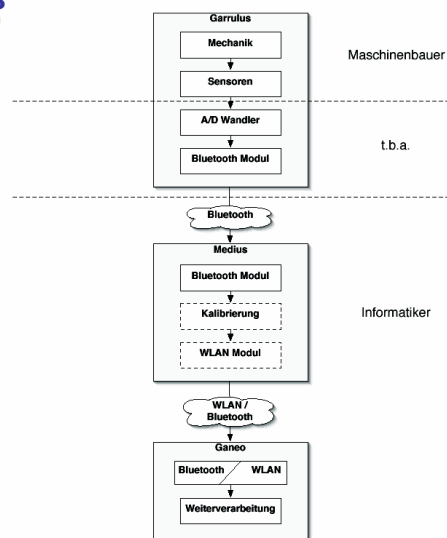 Garrulus
Mechanik
Maschinenbauer
Sensoren
A/D Wandler
t.b.a.
Bluetooth Modul
Bluetooth
Medius
Bluetooth Modul
Kalibrierung
Informatiker
WLAN Modul
WLAN /
Bluetooth
Ganeo
Bluetooth / WLAN
Weiterverarbeitung